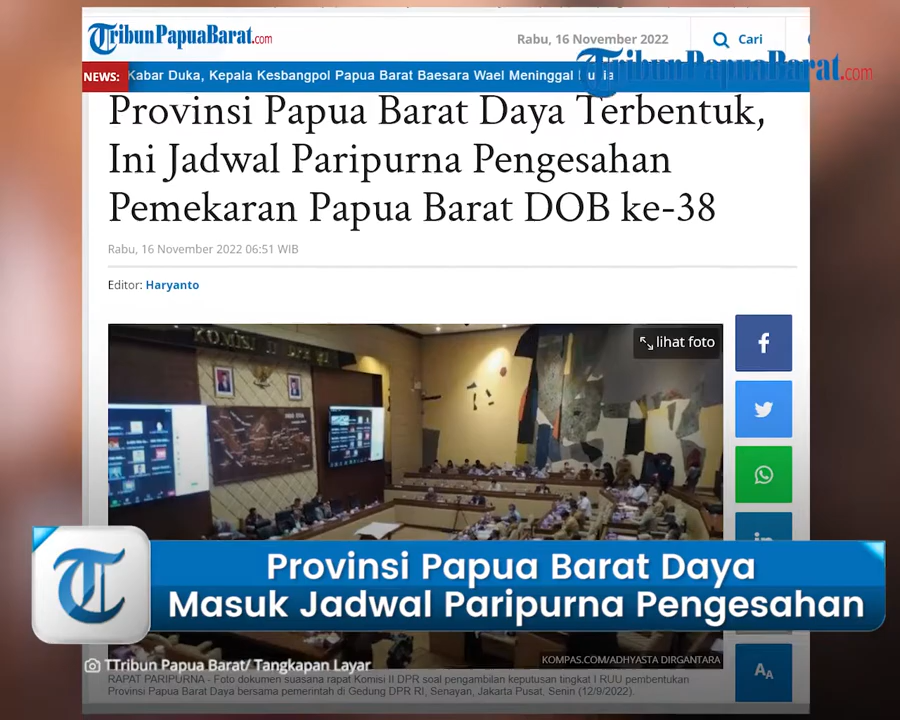 TribunPapuaBarat.com
Rabu, 16 November 2022
Cari
TribunPapuaBarat.com
NEWS:
Kabar Duka, Kepala Kesbangpol Papua Barat Baesara Wael Meninggal Dunia
Provinsi Papua Barat Daya Terbentuk,
Ini Jadwal Paripurna Pengesahan
Pemekaran Papua Barat DOB ke-38
Rabu, 16 November 2022 06:51 WIB
Editor: Haryanto
KOMISI II DPR RI
lihat foto
Provinsi Papua Barat Daya
Masuk Jadwal Paripurna Pengesahan
KOMPAS.COM/ADHYASTA DIRGANTARA
TTribun Papua Barat/ Tangkapan Layar
RAPAT PARIPURNA - Foto dokumen suasana rapat Komisi II DPR soal pengambilan keputusan tingkat I RUU pembentukan
Provinsi Papua Barat Daya bersama pemerintah di Gedung DPR RI, Senayan, Jakarta Pusat, Senin (12/9/2022).
AA